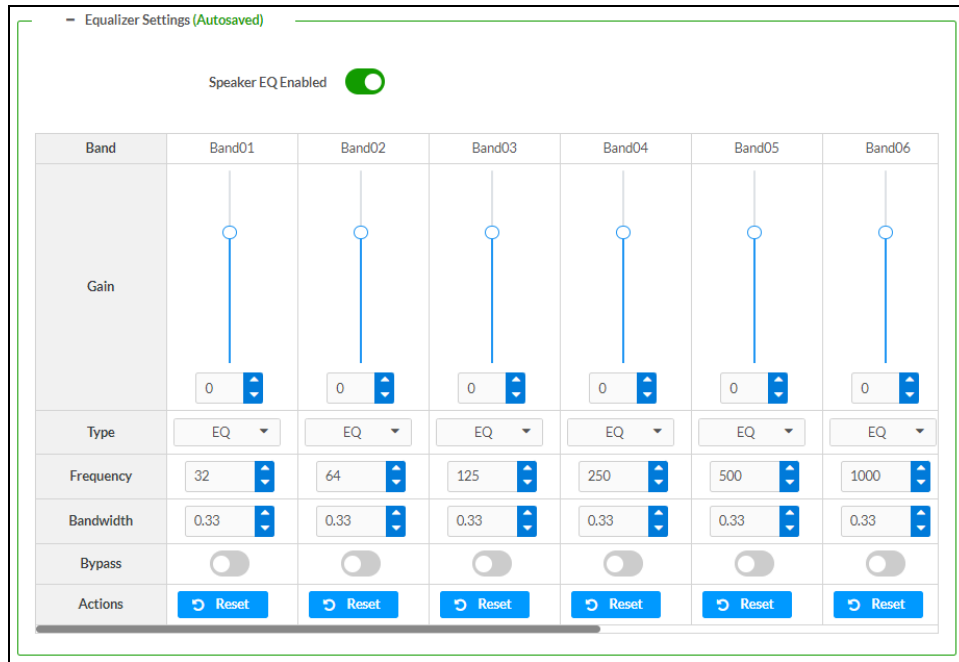 − Equalizer Settings (Autosaved)
Speaker EQ Enabled
Band Band01 Band02 Band03 Band04 Band05 Band06
Gain
0 0 0 0 0 0
Type EQ EQ EQ EQ EQ EQ
Frequency 32 64 125 250 500 1000
Bandwidth 0.33 0.33 0.33 0.33 0.33 0.33
Bypass
Actions Reset Reset Reset Reset Reset Reset